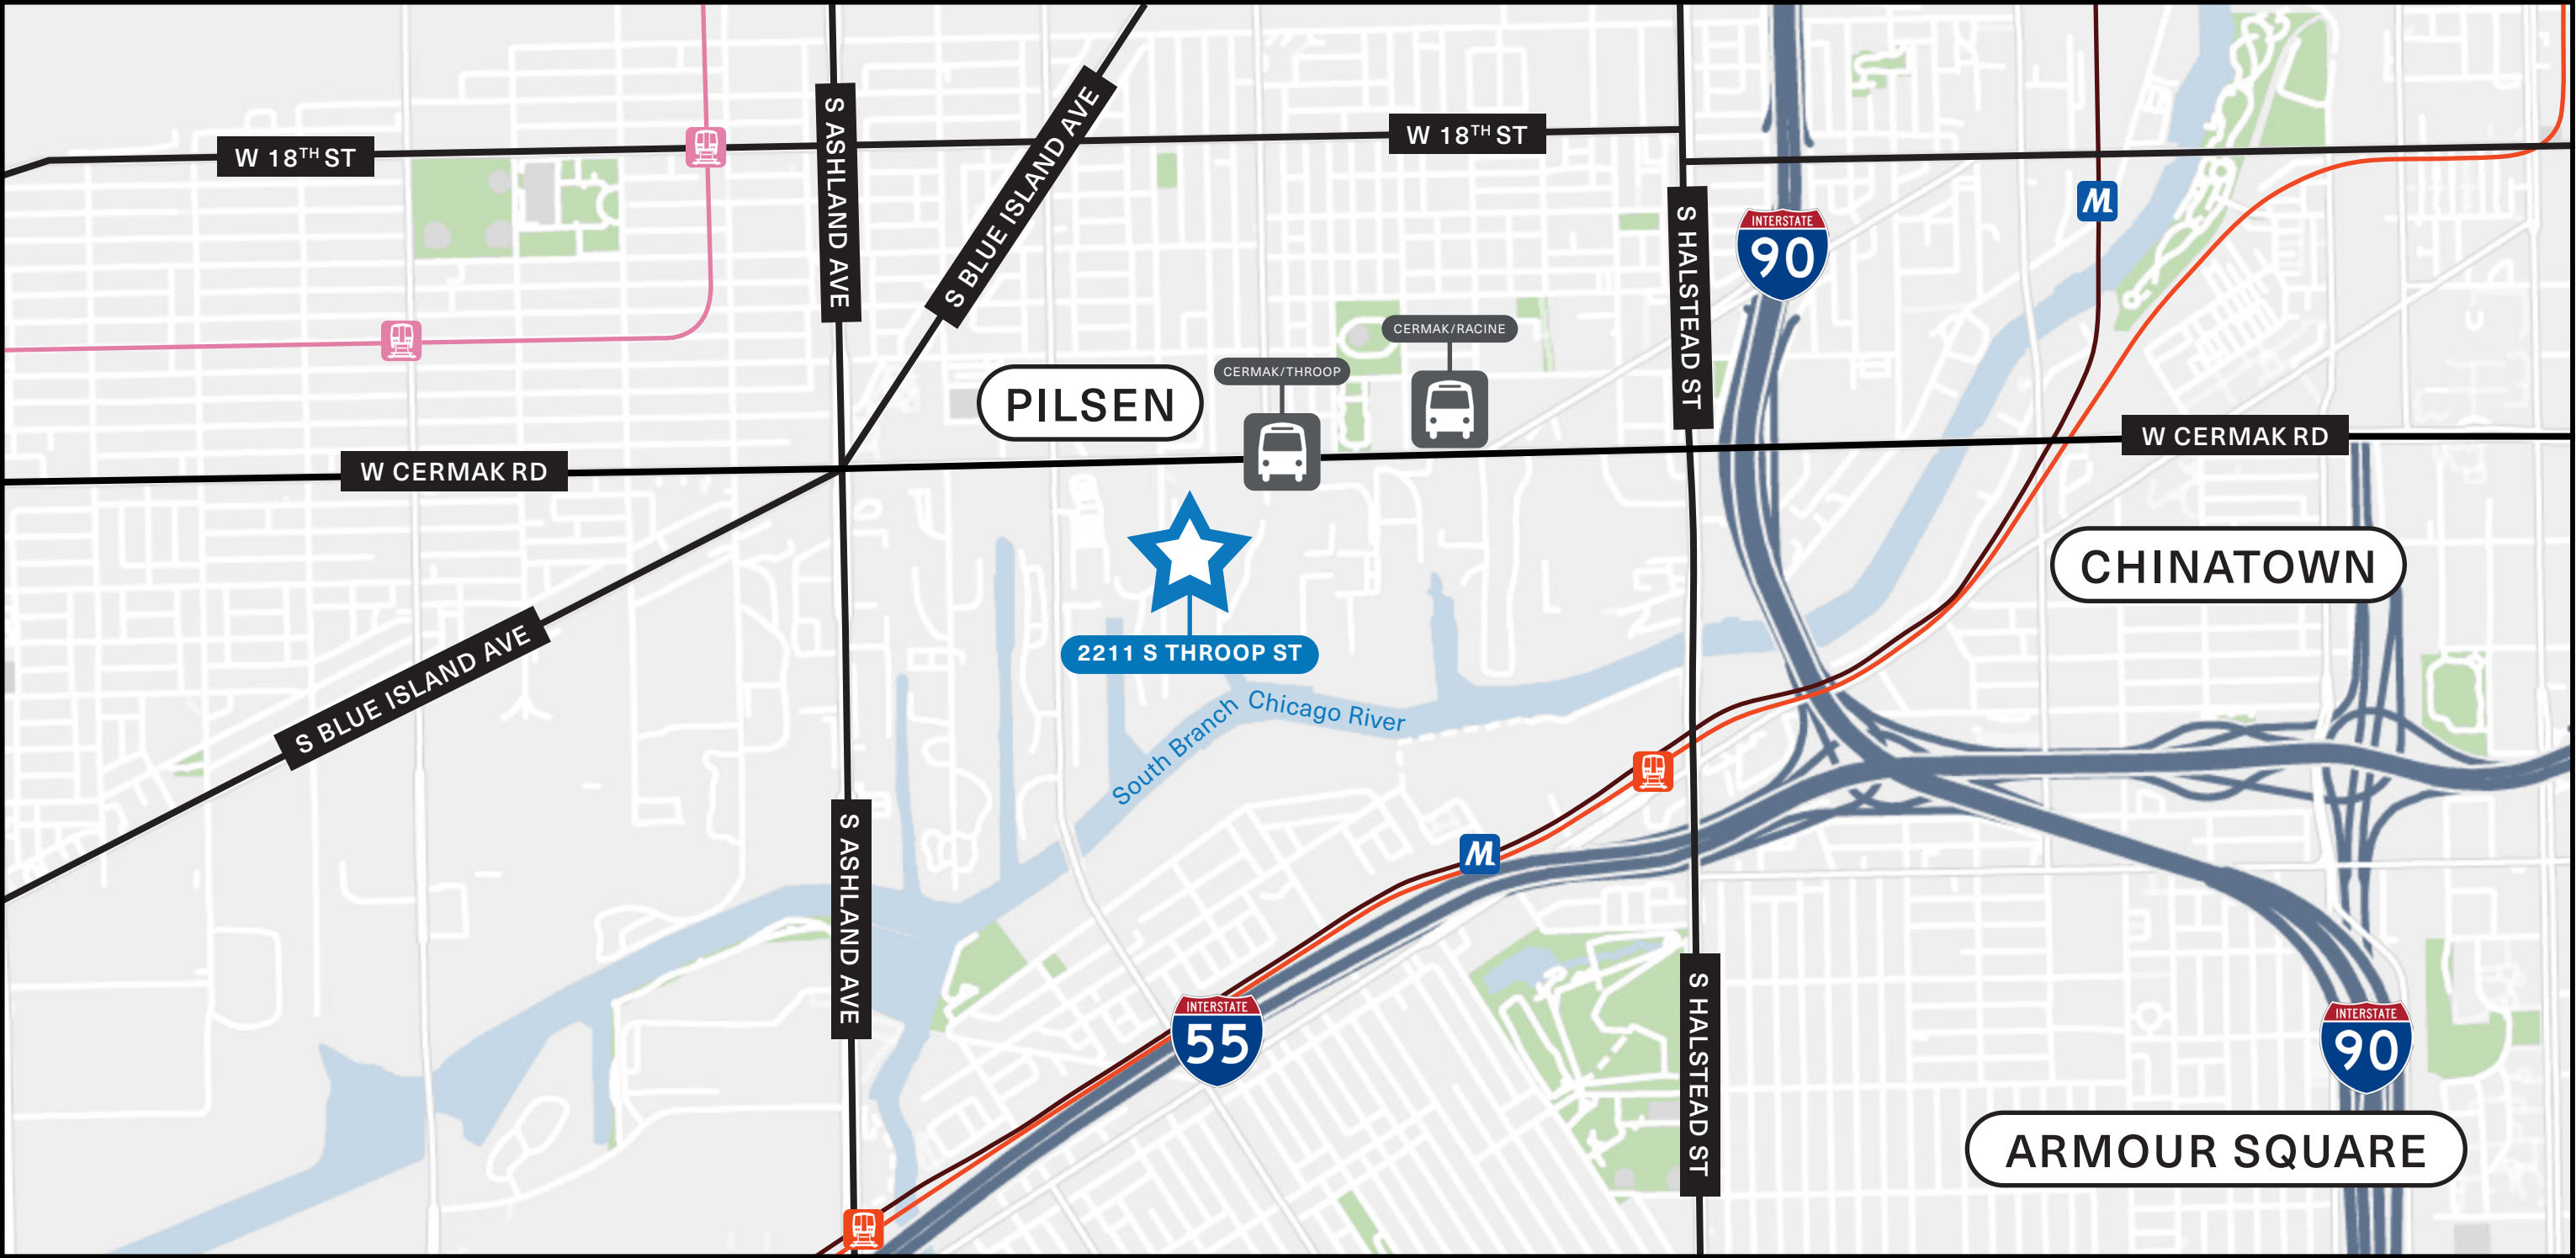 W 18TH ST
S ASHLAND AVE
S BLUE ISLAND AVE
W 18TH ST
S HALSTEAD ST
INTERSTATE
90
M
CERMAK/RACINE
CERMAK/THROOP
PILSEN
W CERMAK RD
W CERMAK RD
CHINATOWN
2211 S THROOP ST
S BLUE ISLAND AVE
South Branch Chicago River
S ASHLAND AVE
M
INTERSTATE
55
S HALSTEAD ST
INTERSTATE
90
ARMOUR SQUARE